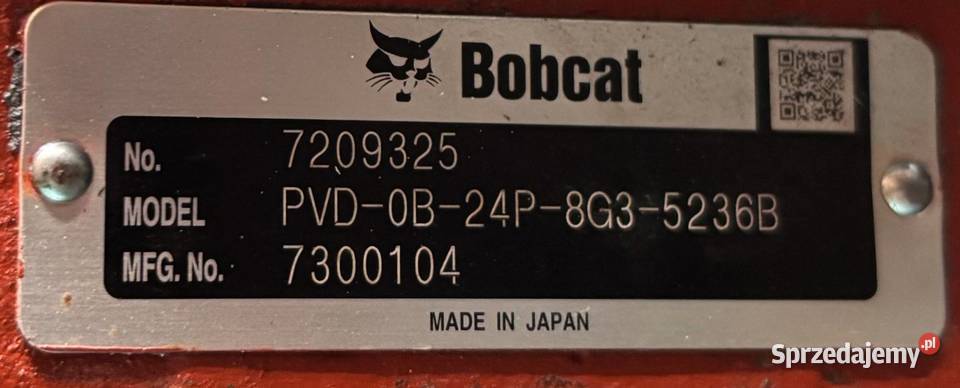 Bobcat
No. 7209325
MODEL PVD-0B-24P-8G3-5236B
MFG. No. 7300104
MADE IN JAPAN
Sprzedajemy.pl